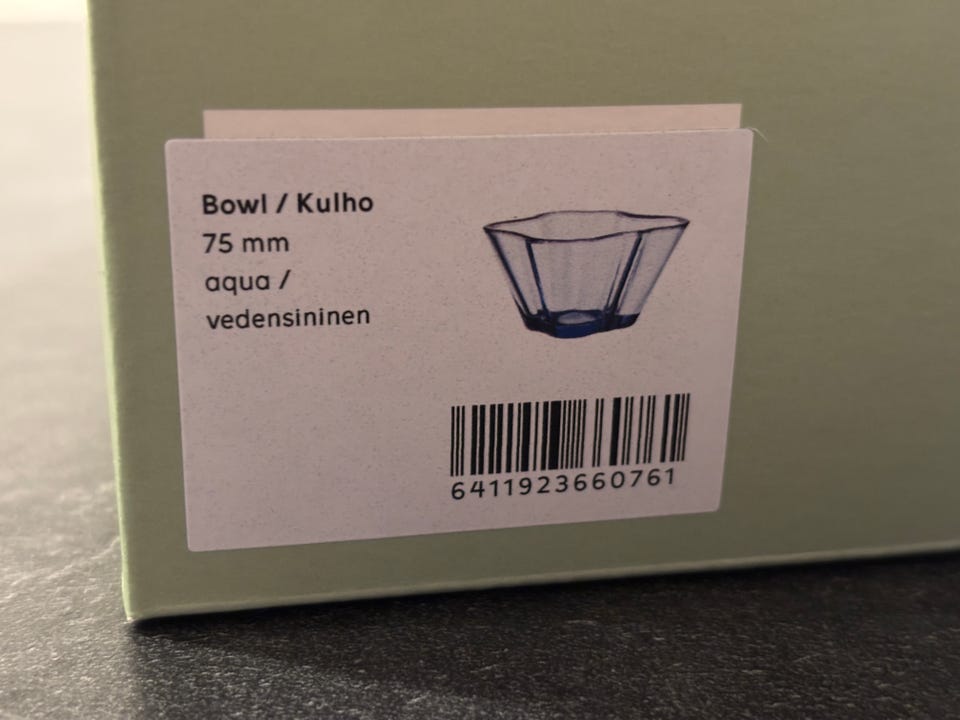 Bowl / Kulho
75 mm
aqua /
vedensininen
6411923660761